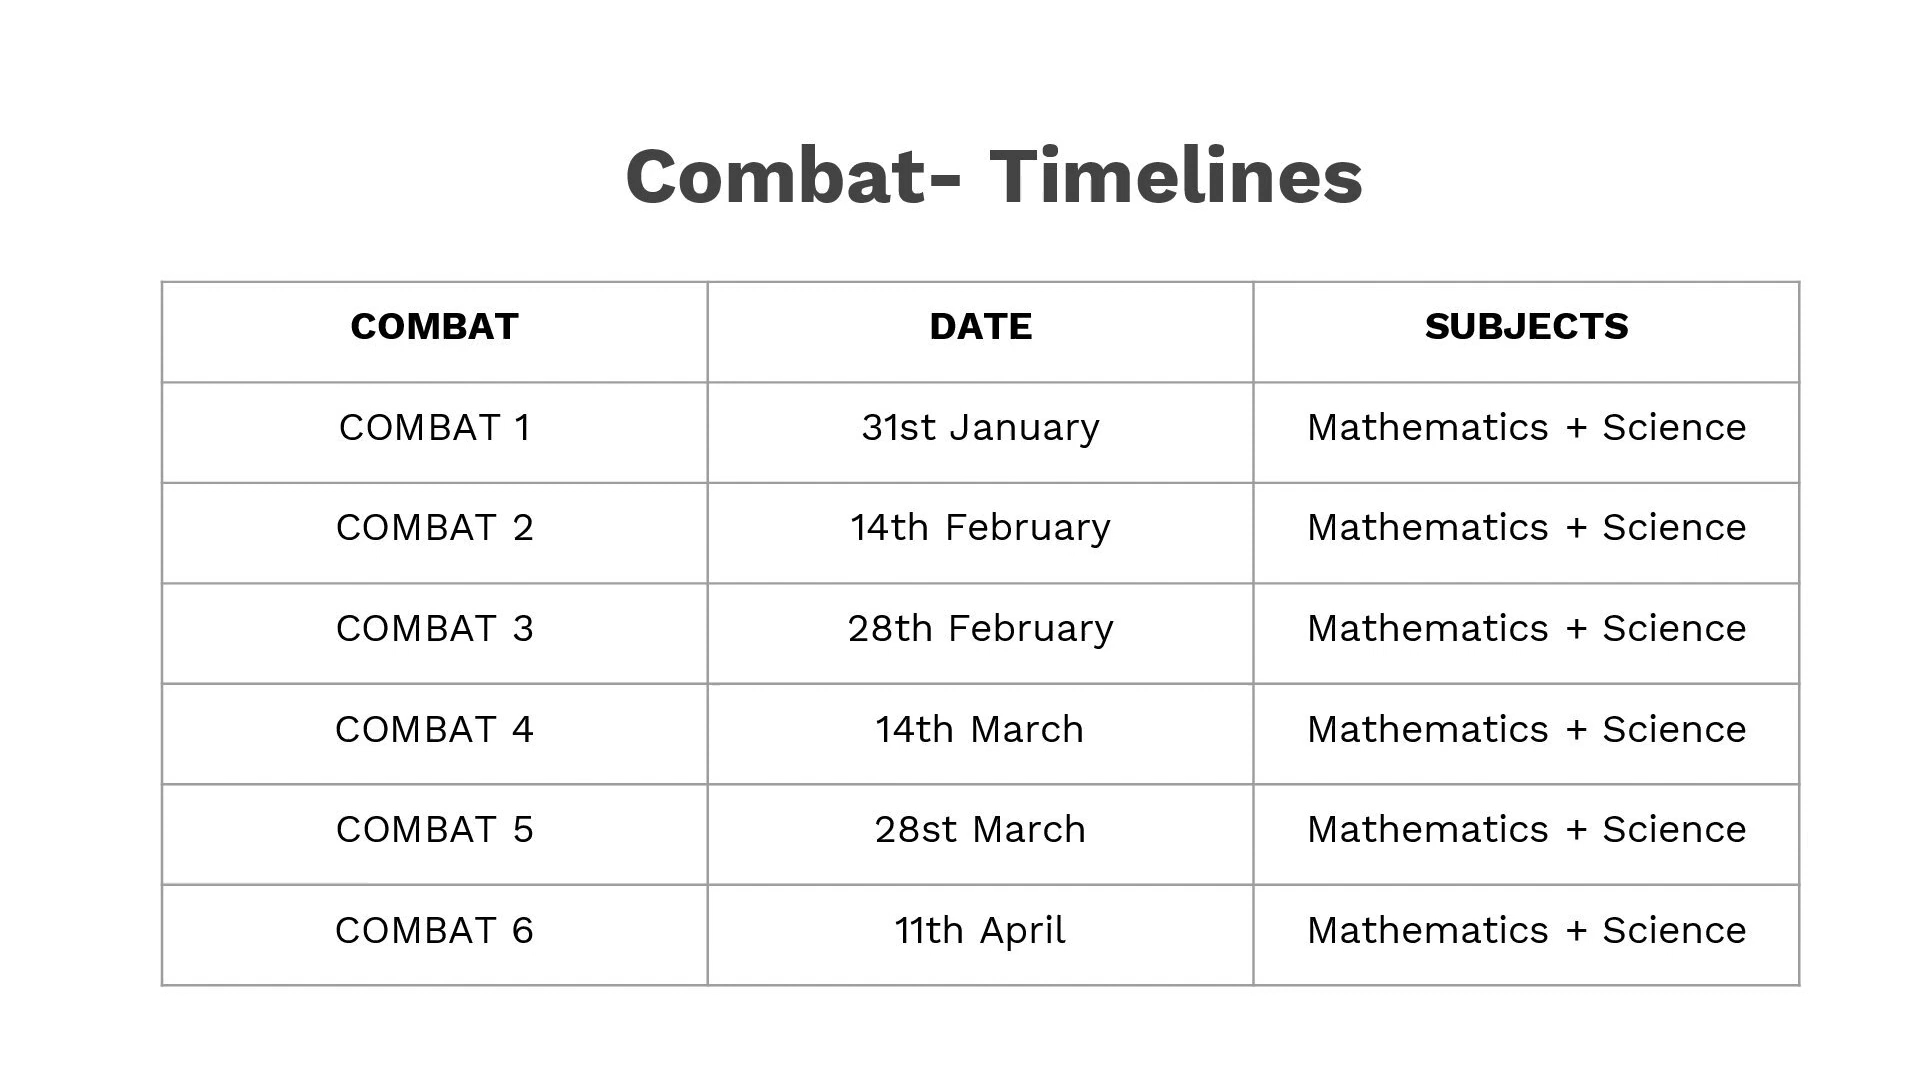 Combat- Timelines
COMBAT DATE SUBJECTS
COMBAT 1 31st January Mathematics + Science
COMBAT 2 14th February Mathematics + Science
COMBAT 3 28th February Mathematics + Science
COMBAT 4 14th March Mathematics + Science
COMBAT 5 28st March Mathematics + Science
COMBAT 6 11th April Mathematics + Science